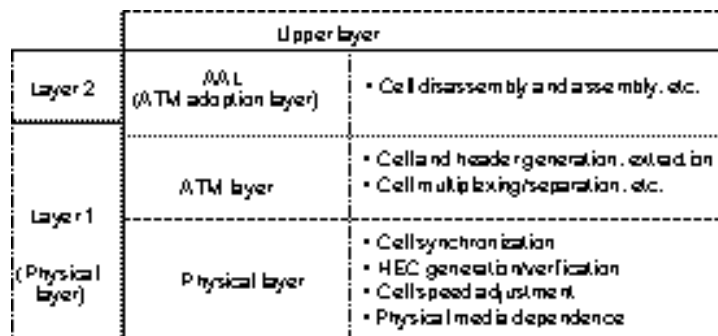 Upper layer
Layer 2
AAL
(ATM adoption layer)
• Cell disassembly and assembly. etc.
Layer 1
(Physical
layer)
ATM layer
• Cell and header generation. extraction
• Cell multiplexing/separation. etc.
Physical layer
• Cell synchronization
• HEC generation/verfication
• Cell speed adjustment
• Physical media dependence